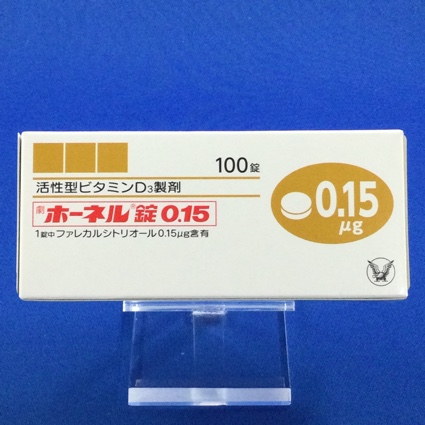 100錠
活性型ビタミンD₃製剤
劇 ホーネル®錠 0.15
1錠中ファレカルシトリオール0.15μg含有
0.15
μg